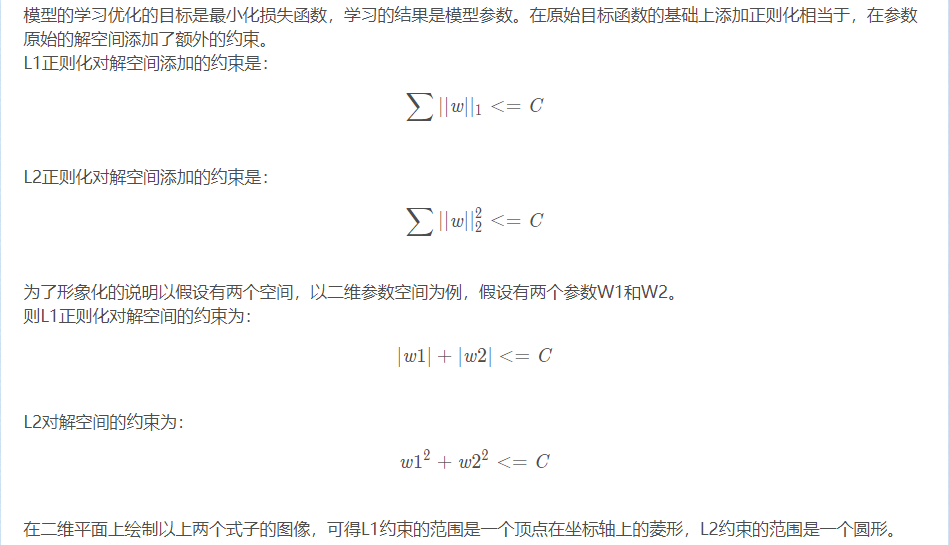 模型的学习优化的目标是最小化损失函数，学习的结果是模型参数。在原始目标函数的基础上添加正则化相当于，在参数
原始的解空间添加了额外的约束。
L1正则化对解空间添加的约束是：
∑||w||₁ <= C
L2正则化对解空间添加的约束是：
∑||w||₂² <= C
为了形象化的说明以假设有两个空间，以二维参数空间为例，假设有两个参数W1和W2。
则L1正则化对解空间的约束为：
|w1| + |w2| <= C
L2对解空间的约束为：
w1² + w2² <= C
在二维平面上绘制以上两个式子的图像，可得L1约束的范围是一个顶点在坐标轴上的菱形，L2约束的范围是一个圆形。